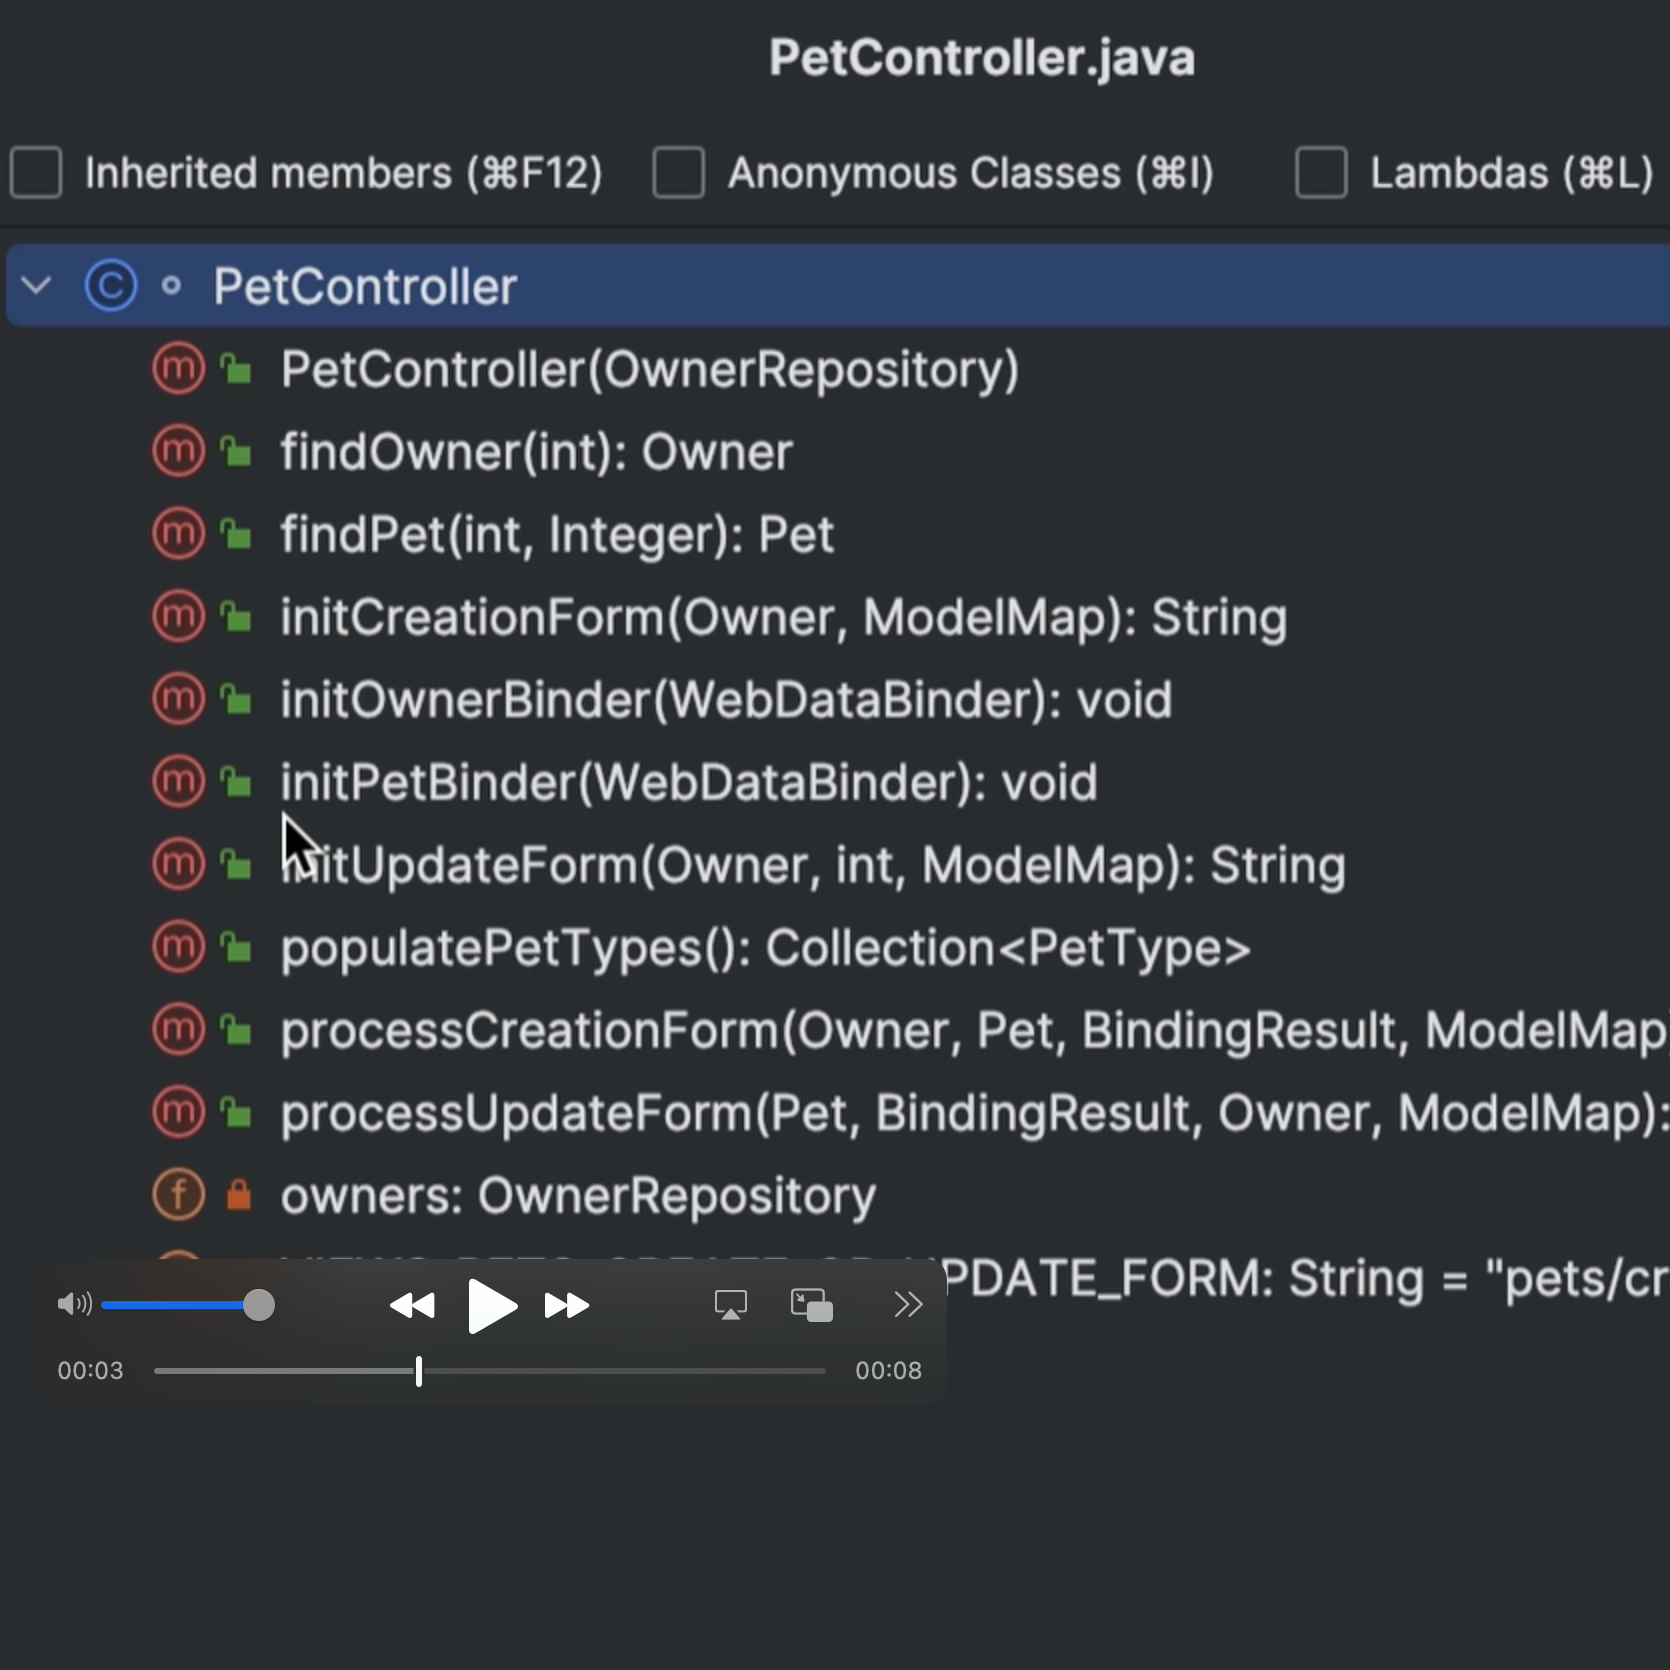 PetController.java
Inherited members (⌘F12) Anonymous Classes (⌘I) Lambdas (⌘L)
C PetController
m PetController(OwnerRepository)
m findOwner(int): Owner
m findPet(int, Integer): Pet
m initCreationForm(Owner, ModelMap): String
m initOwnerBinder(WebDataBinder): void
m initPetBinder(WebDataBinder): void
m initUpdateForm(Owner, int, ModelMap): String
m populatePetTypes(): Collection<PetType>
m processCreationForm(Owner, Pet, BindingResult, ModelMap,
m processUpdateForm(Pet, BindingResult, Owner, ModelMap):
f owners: OwnerRepository
PDATE_FORM: String = "pets/cr
00:03 00:08